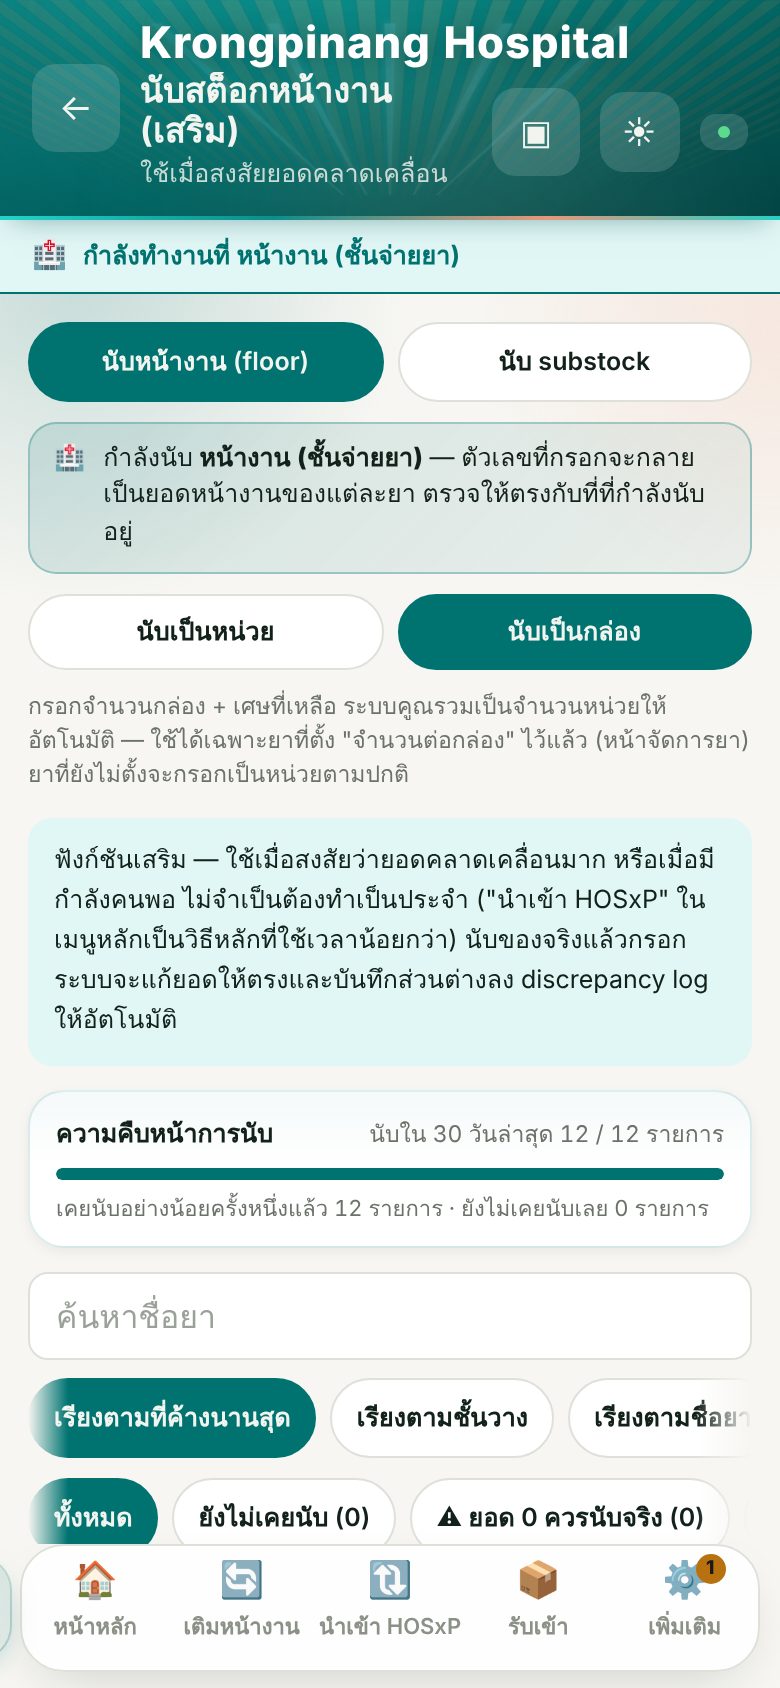 Krongpinang Hospital
นับสต็อกหน้างาน
(เสริม)
ใช้เมื่อสงสัยยอดคลาดเคลื่อน
กำลังทำงานที่ หน้างาน (ชั้นจ่ายยา)
นับหน้างาน (floor)
นับ substock
กำลังนับ หน้างาน (ชั้นจ่ายยา) — ตัวเลขที่กรอกจะกลาย
เป็นยอดหน้างานของแต่ละยา ตรวจให้ตรงกับที่ที่กำลังนับ
อยู่
นับเป็นหน่วย
นับเป็นกล่อง
กรอกจำนวนกล่อง + เศษที่เหลือ ระบบคูณรวมเป็นจำนวนหน่วยให้
อัตโนมัติ — ใช้ได้เฉพาะยาที่ตั้ง "จำนวนต่อกล่อง" ไว้แล้ว (หน้าจัดการยา)
ยาที่ยังไม่ตั้งจะกรอกเป็นหน่วยตามปกติ
ฟังก์ชันเสริม — ใช้เมื่อสงสัยว่ายอดคลาดเคลื่อนมาก หรือเมื่อมี
กำลังคนพอ ไม่จำเป็นต้องทำเป็นประจำ ("นำเข้า HOSxP" ใน
เมนูหลักเป็นวิธีหลักที่ใช้เวลาน้อยกว่า) นับของจริงแล้วกรอก
ระบบจะแก้ยอดให้ตรงและบันทึกส่วนต่างลง discrepancy log
ให้อัตโนมัติ
ความคืบหน้าการนับ
นับใน 30 วันล่าสุด 12 / 12 รายการ
เคยนับอย่างน้อยครั้งหนึ่งแล้ว 12 รายการ · ยังไม่เคยนับเลย 0 รายการ
ค้นหาชื่อยา
เรียงตามที่ค้างนานสุด
เรียงตามชั้นวาง
เรียงตามชื่อยา
ทั้งหมด
ยังไม่เคยนับ (0)
⚠ ยอด 0 ควรนับจริง (0)
1
หน้าหลัก
เติมหน้างาน
นำเข้า HOSxP
รับเข้า
เพิ่มเติม